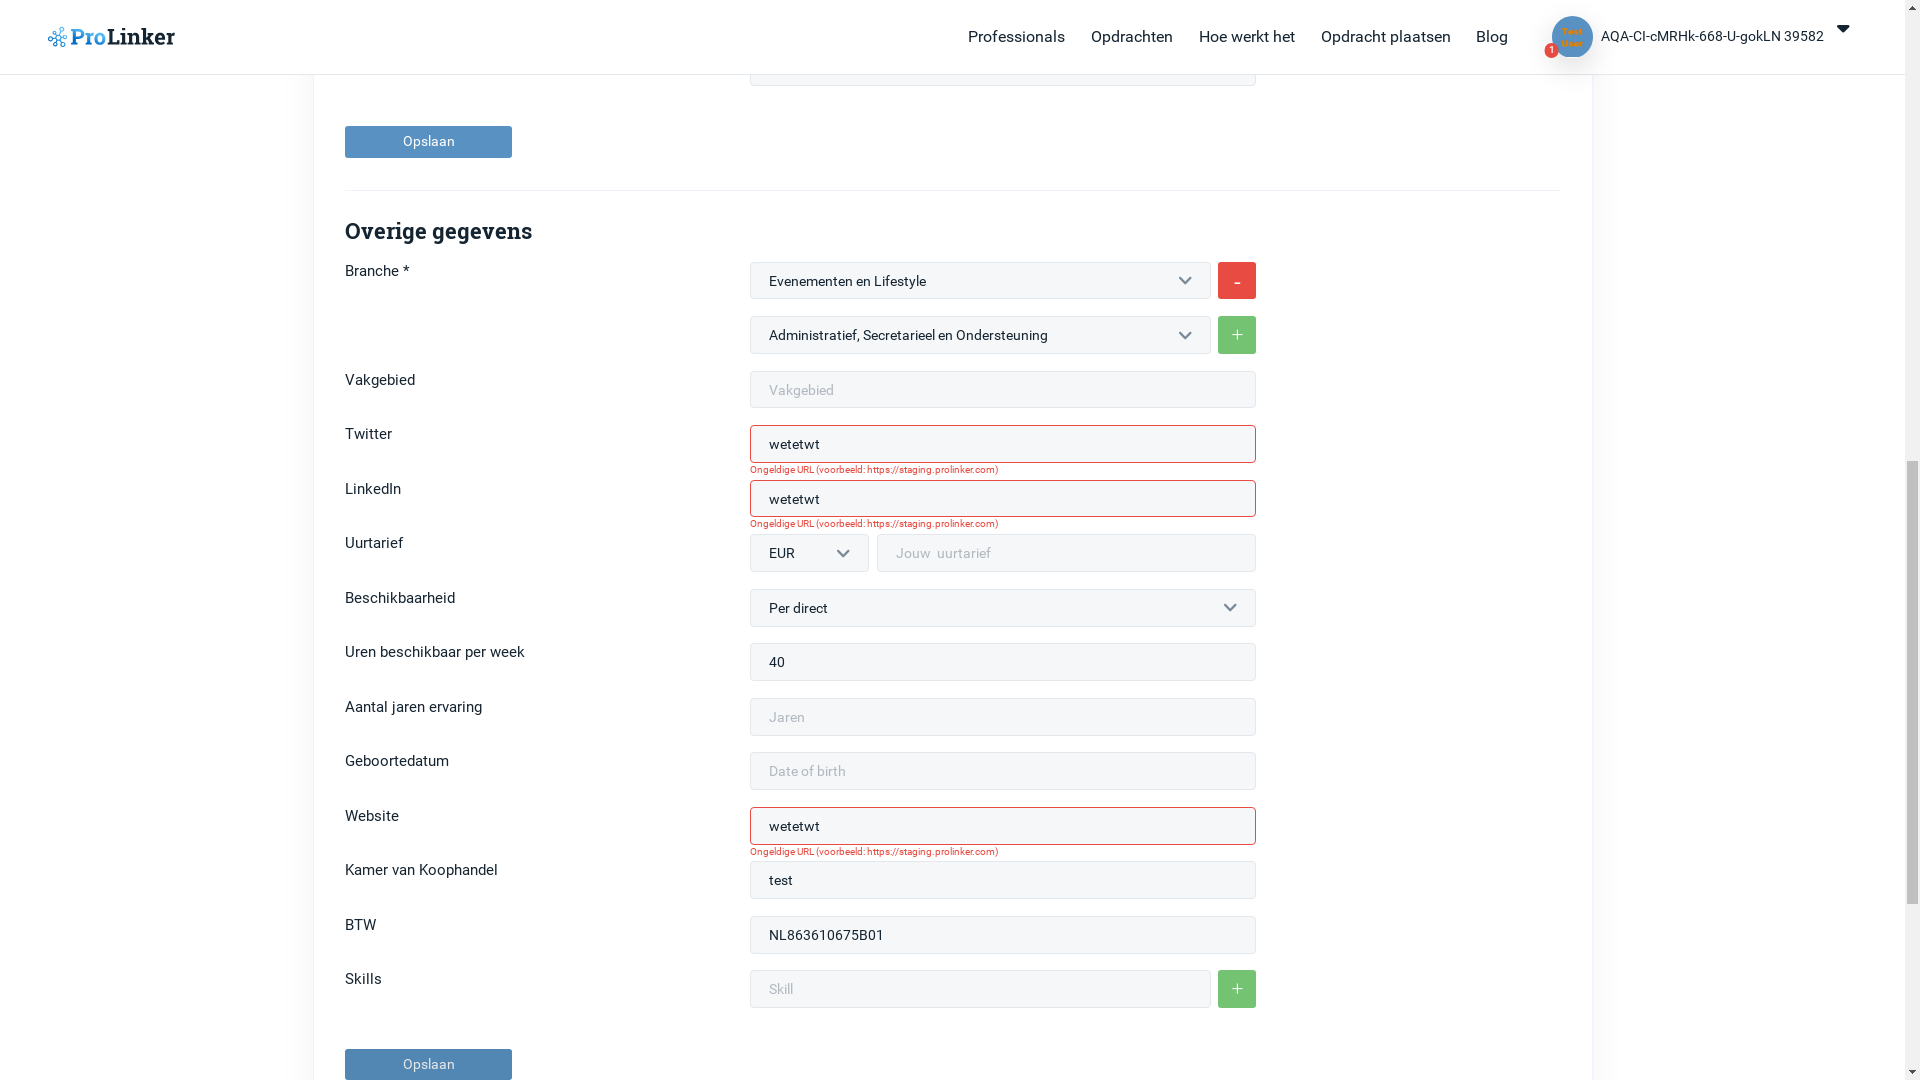 ProLinker
Professionals
Opdrachten
Hoe werkt het
Opdracht plaatsen
Blog
1
AQA-CI-cMRHk-668-U-gokLN 39582
Opslaan
Overige gegevens
Branche *
Evenementen en Lifestyle
-
Administratief, Secretarieel en Ondersteuning
+
Vakgebied
Vakgebied
Twitter
wetetwt
Ongeldige URL (voorbeeld: https://staging.prolinker.com)
LinkedIn
wetetwt
Ongeldige URL (voorbeeld: https://staging.prolinker.com)
Uurtarief
EUR
Jouw uurtarief
Beschikbaarheid
Per direct
Uren beschikbaar per week
40
Aantal jaren ervaring
Jaren
Geboortedatum
Date of birth
Website
wetetwt
Ongeldige URL (voorbeeld: https://staging.prolinker.com)
Kamer van Koophandel
test
BTW
NL863610675B01
Skills
Skill
+
Opslaan